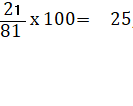 21/81 x 100= 25,